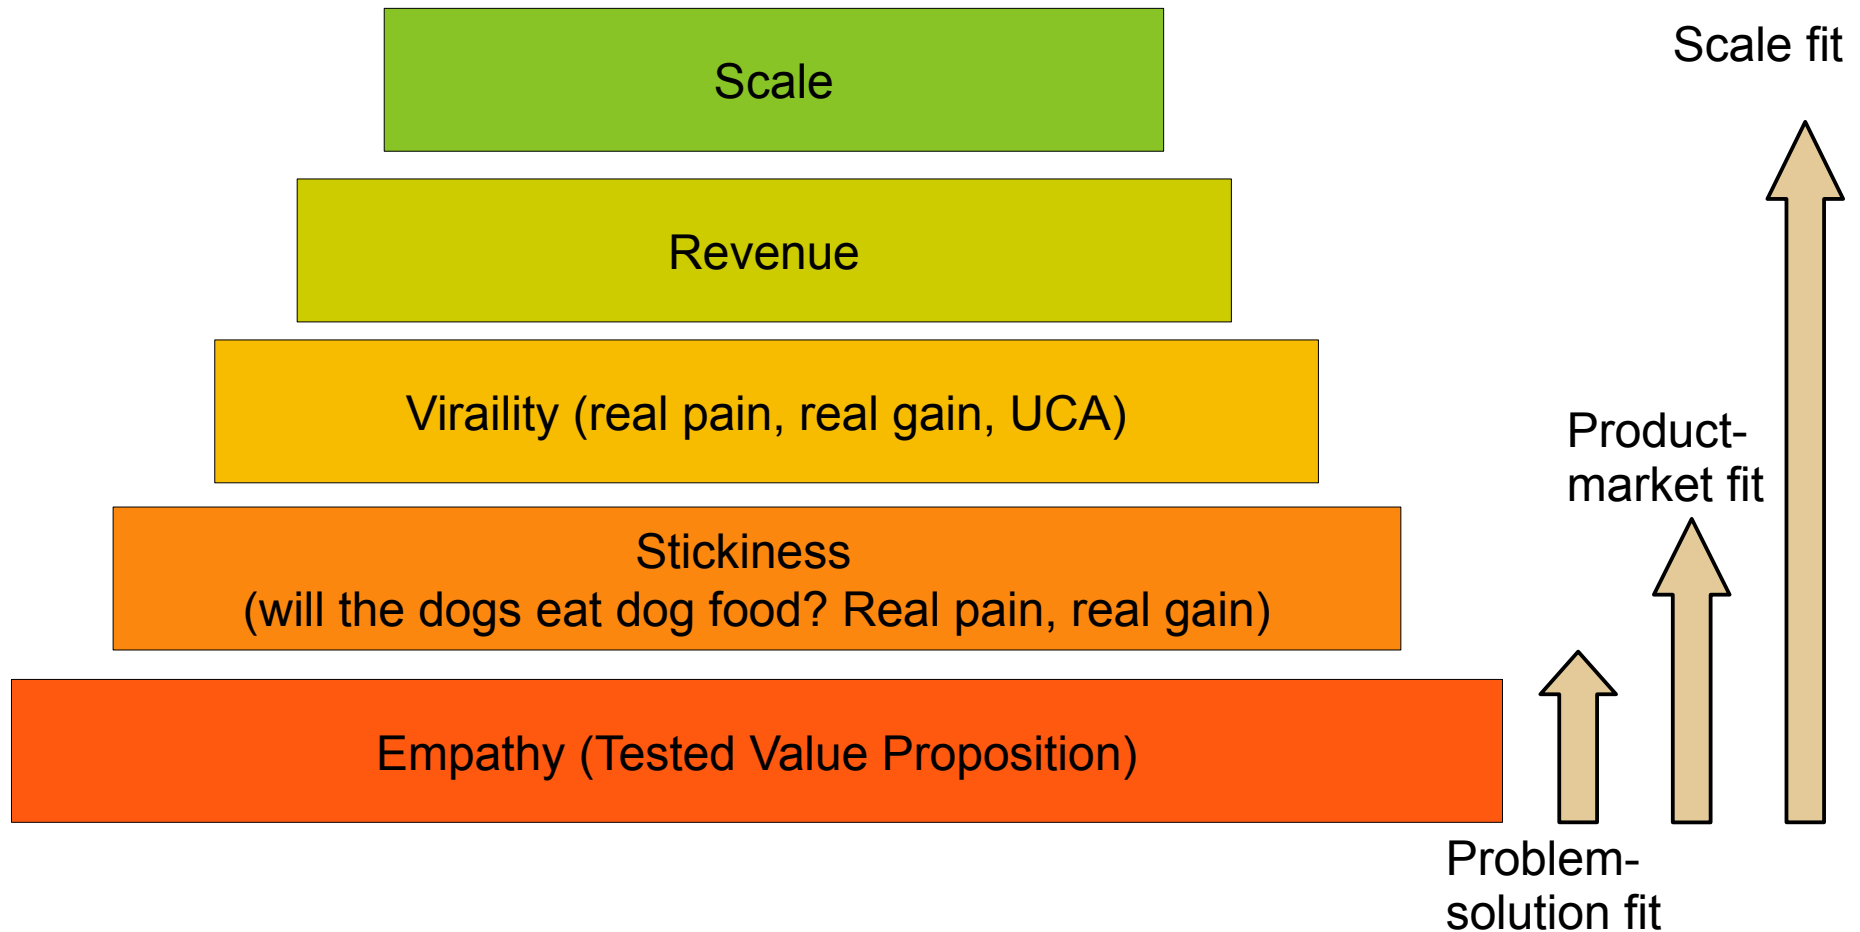 Scale
Scale fit
Revenue
Viraility (real pain, real gain, UCA)
Product-
market fit
Stickiness
(will the dogs eat dog food? Real pain, real gain)
Empathy (Tested Value Proposition)
Problem-
solution fit